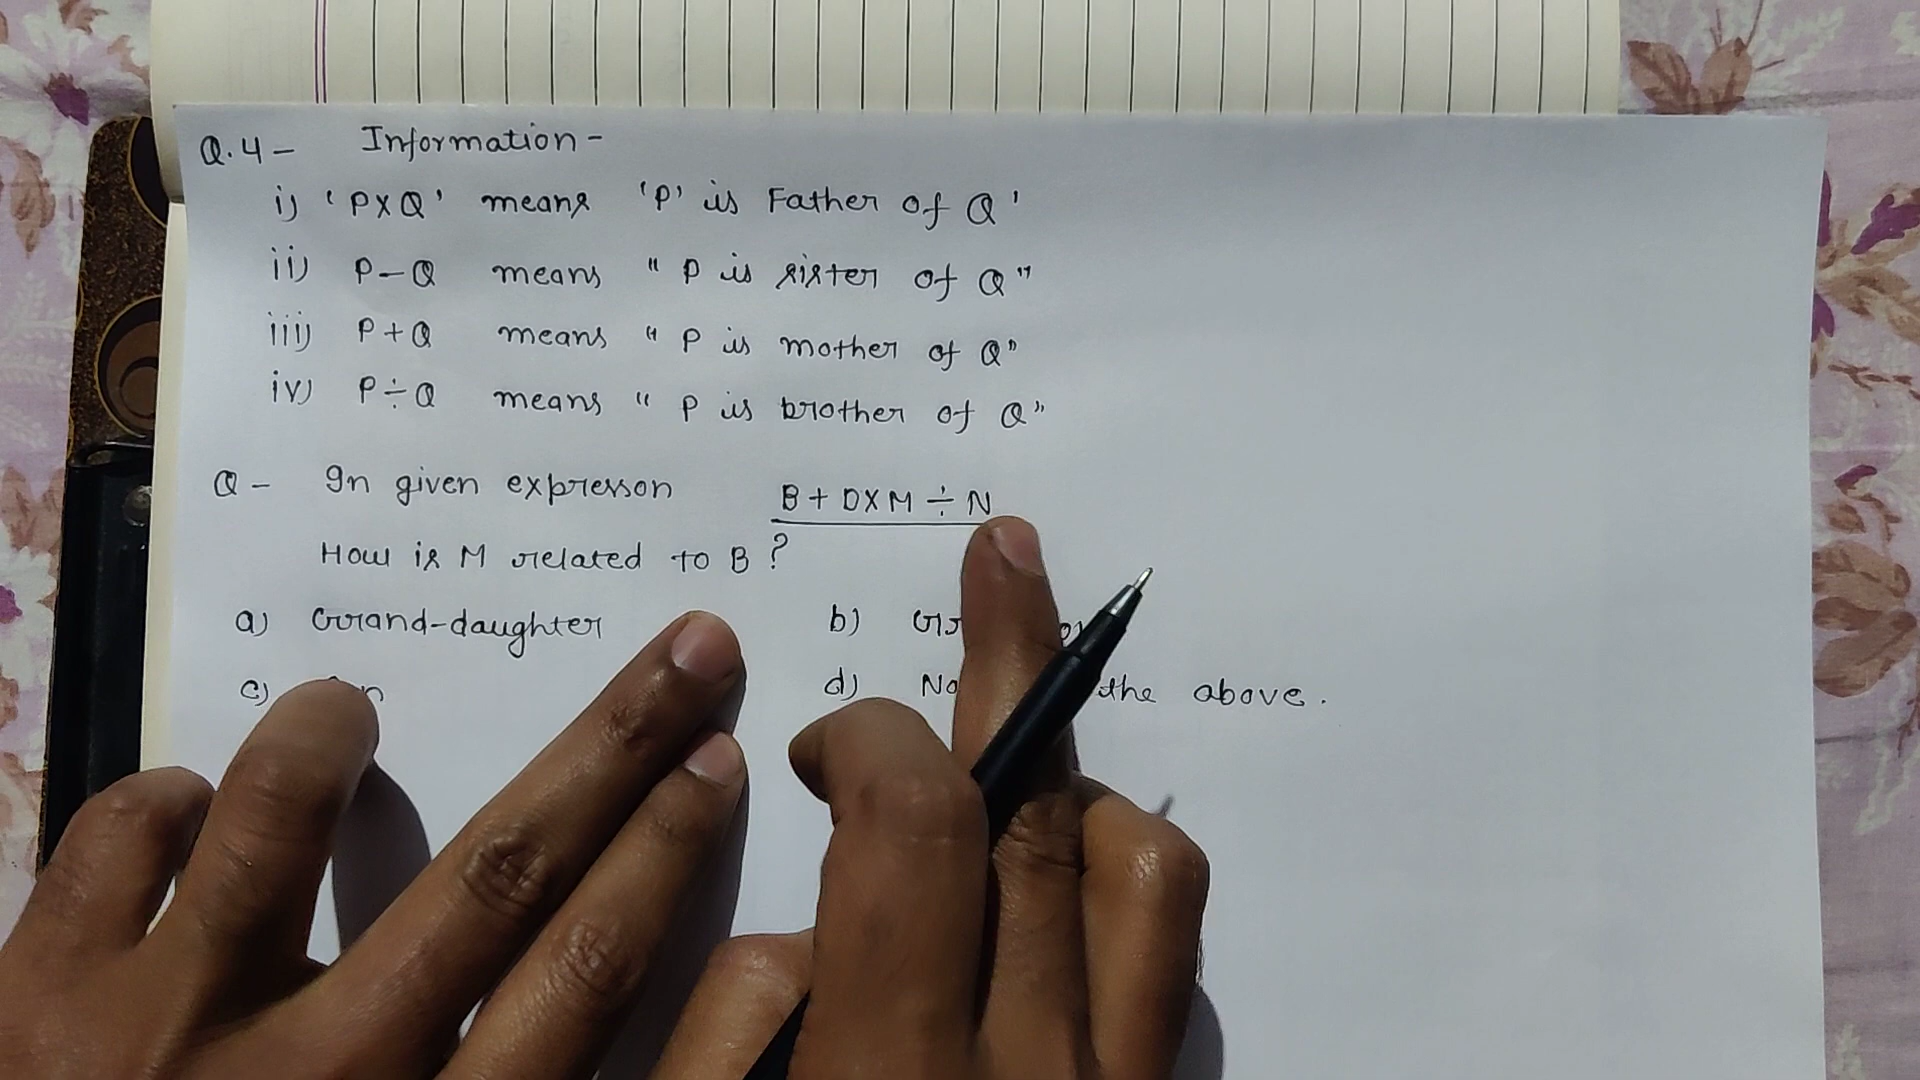 Q.4- Information -
i) 'P×Q' means 'P' is Father of Q'
ii) P-Q means "P is sister of Q"
iii) P+Q means "P is mother of Q"
iv) P÷Q means "P is brother of Q"
Q- In given expresson B+D×M÷N
How is M related to B?
a) Grand-daughter b)
c) d) the above.